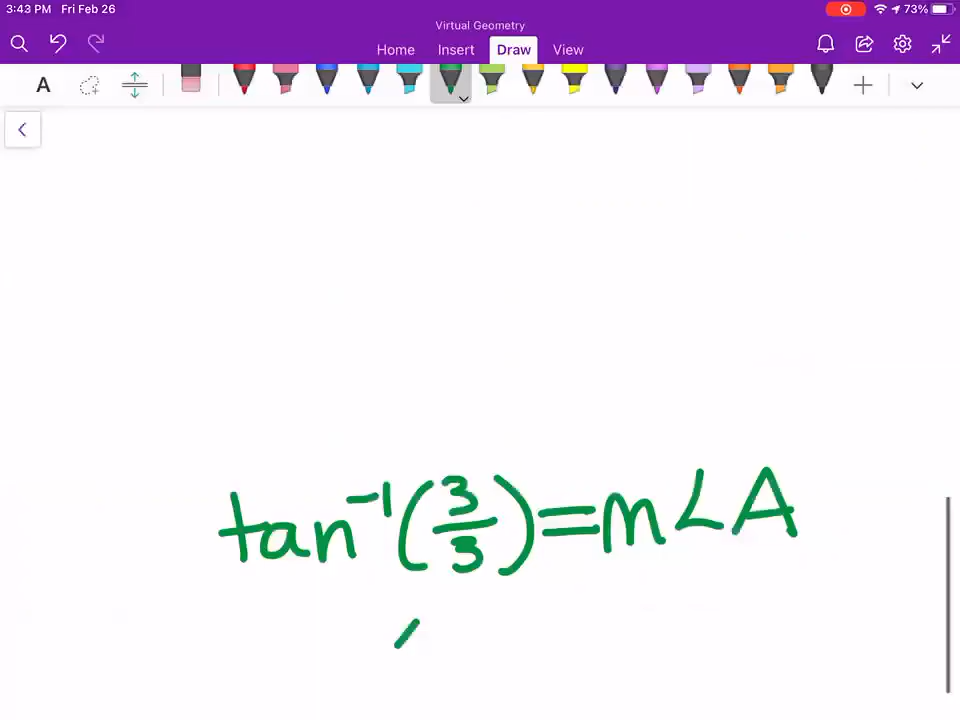 3:43 PM Fri Feb 26
73%
Virtual Geometry
Home Insert Draw View
A
tan⁻¹(3/3) = m∠A